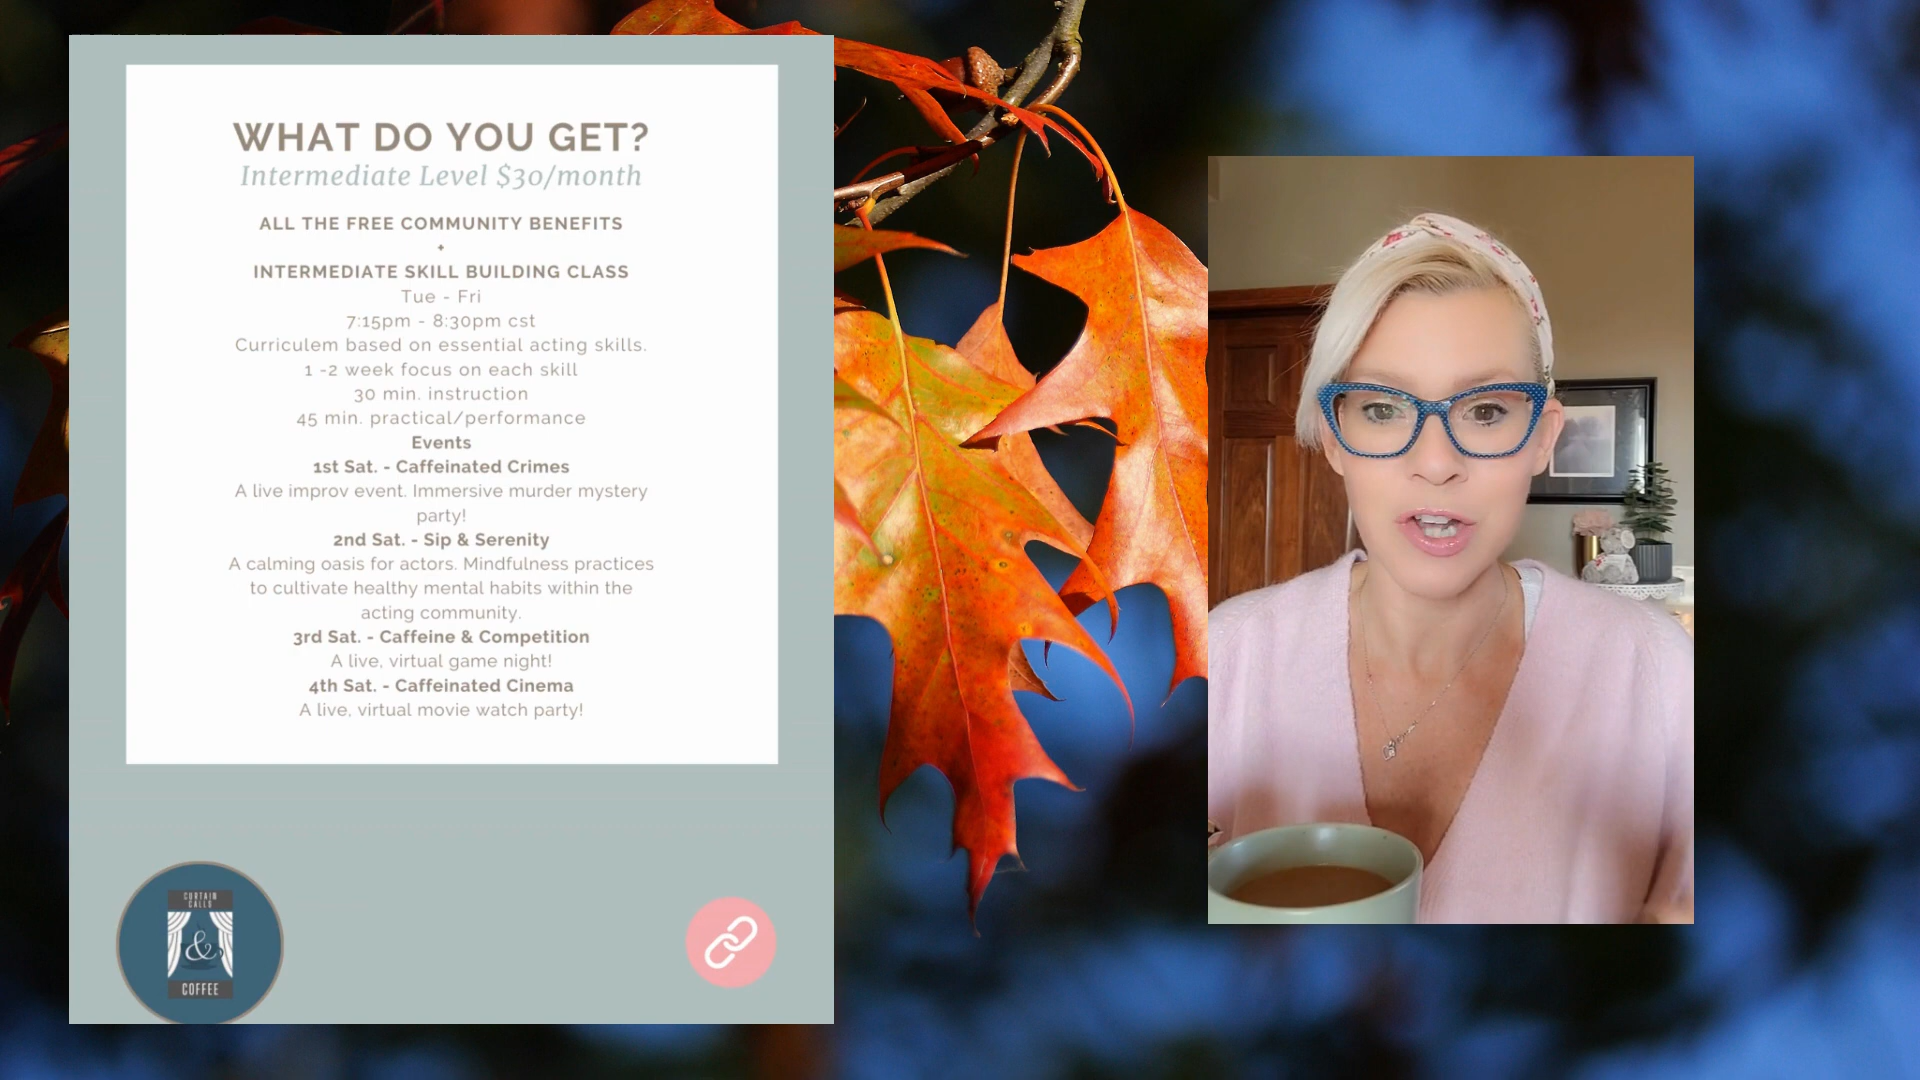 WHAT DO YOU GET?
Intermediate Level $30/month
ALL THE FREE COMMUNITY BENEFITS
+
INTERMEDIATE SKILL BUILDING CLASS
Tue - Fri
7:15pm - 8:30pm cst
Curriculem based on essential acting skills.
1 -2 week focus on each skill
30 min. instruction
45 min. practical/performance
Events
1st Sat. - Caffeinated Crimes
A live improv event. Immersive murder mystery
party!
2nd Sat. - Sip & Serenity
A calming oasis for actors. Mindfulness practices
to cultivate healthy mental habits within the
acting community.
3rd Sat. - Caffeine & Competition
A live, virtual game night!
4th Sat. - Caffeinated Cinema
A live, virtual movie watch party!
CURTAIN
CALLS
&
COFFEE